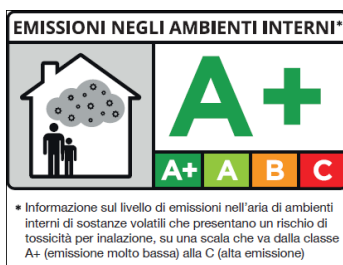 EMISSIONI NEGLI AMBIENTI INTERNI*
A+
A+ A B C
* Informazione sul livello di emissioni nell'aria di ambienti
interni di sostanze volatili che presentano un rischio di
tossicità per inalazione, su una scala che va dalla classe
A+ (emissione molto bassa) alla C (alta emissione)